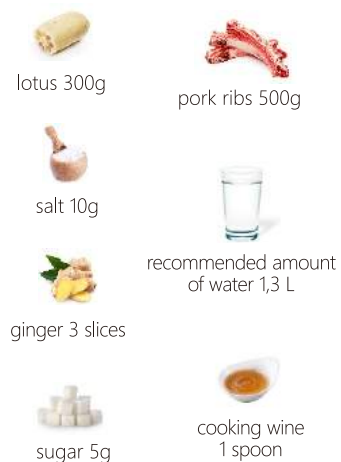 lotus 300g
pork ribs 500g
salt 10g
recommended amount
of water 1,3 L
ginger 3 slices
cooking wine
1 spoon
sugar 5g